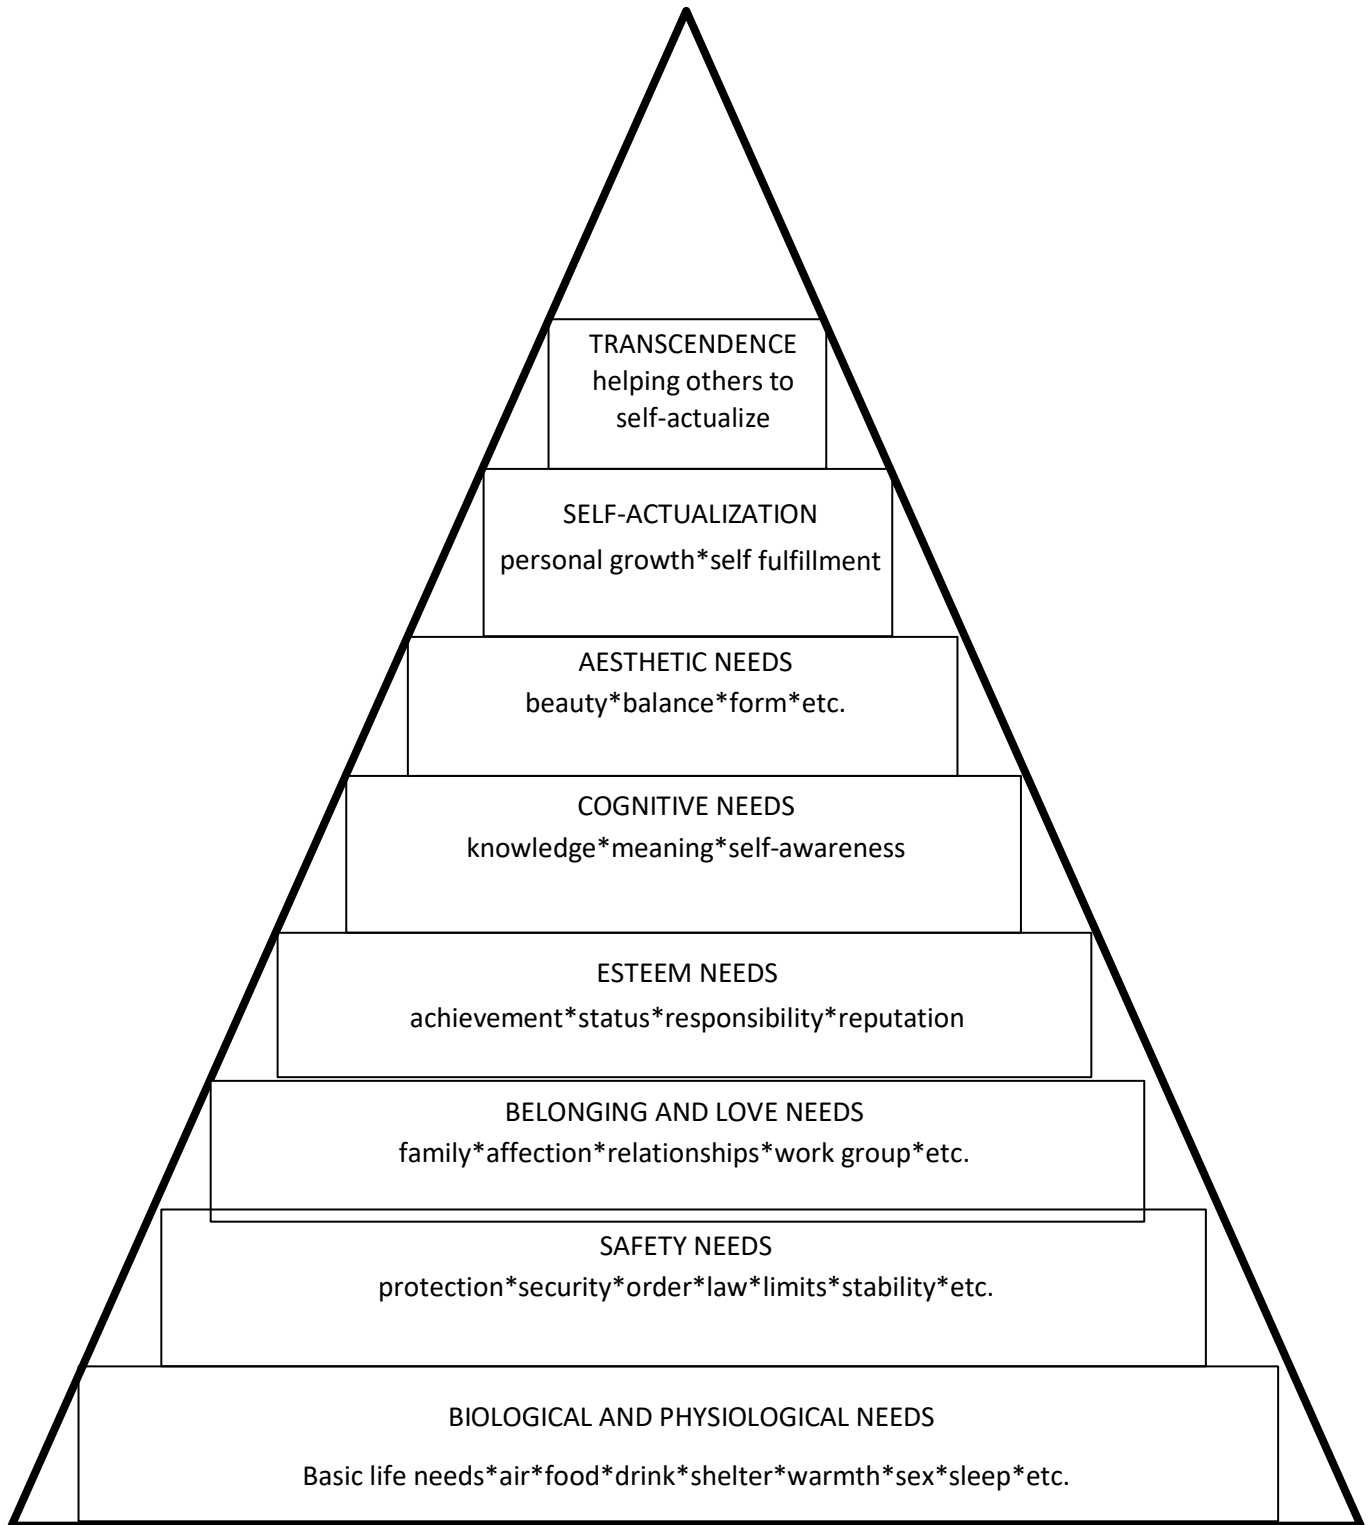 TRANSCENDENCE
helping others to
self-actualize
SELF-ACTUALIZATION
personal growth*self fulfillment
AESTHETIC NEEDS
beauty*balance*form*etc.
COGNITIVE NEEDS
knowledge*meaning*self-awareness
ESTEEM NEEDS
achievement*status*responsibility*reputation
BELONGING AND LOVE NEEDS
family*affection*relationships*work group*etc.
SAFETY NEEDS
protection*security*order*law*limits*stability*etc.
BIOLOGICAL AND PHYSIOLOGICAL NEEDS
Basic life needs*air*food*drink*shelter*warmth*sex*sleep*etc.